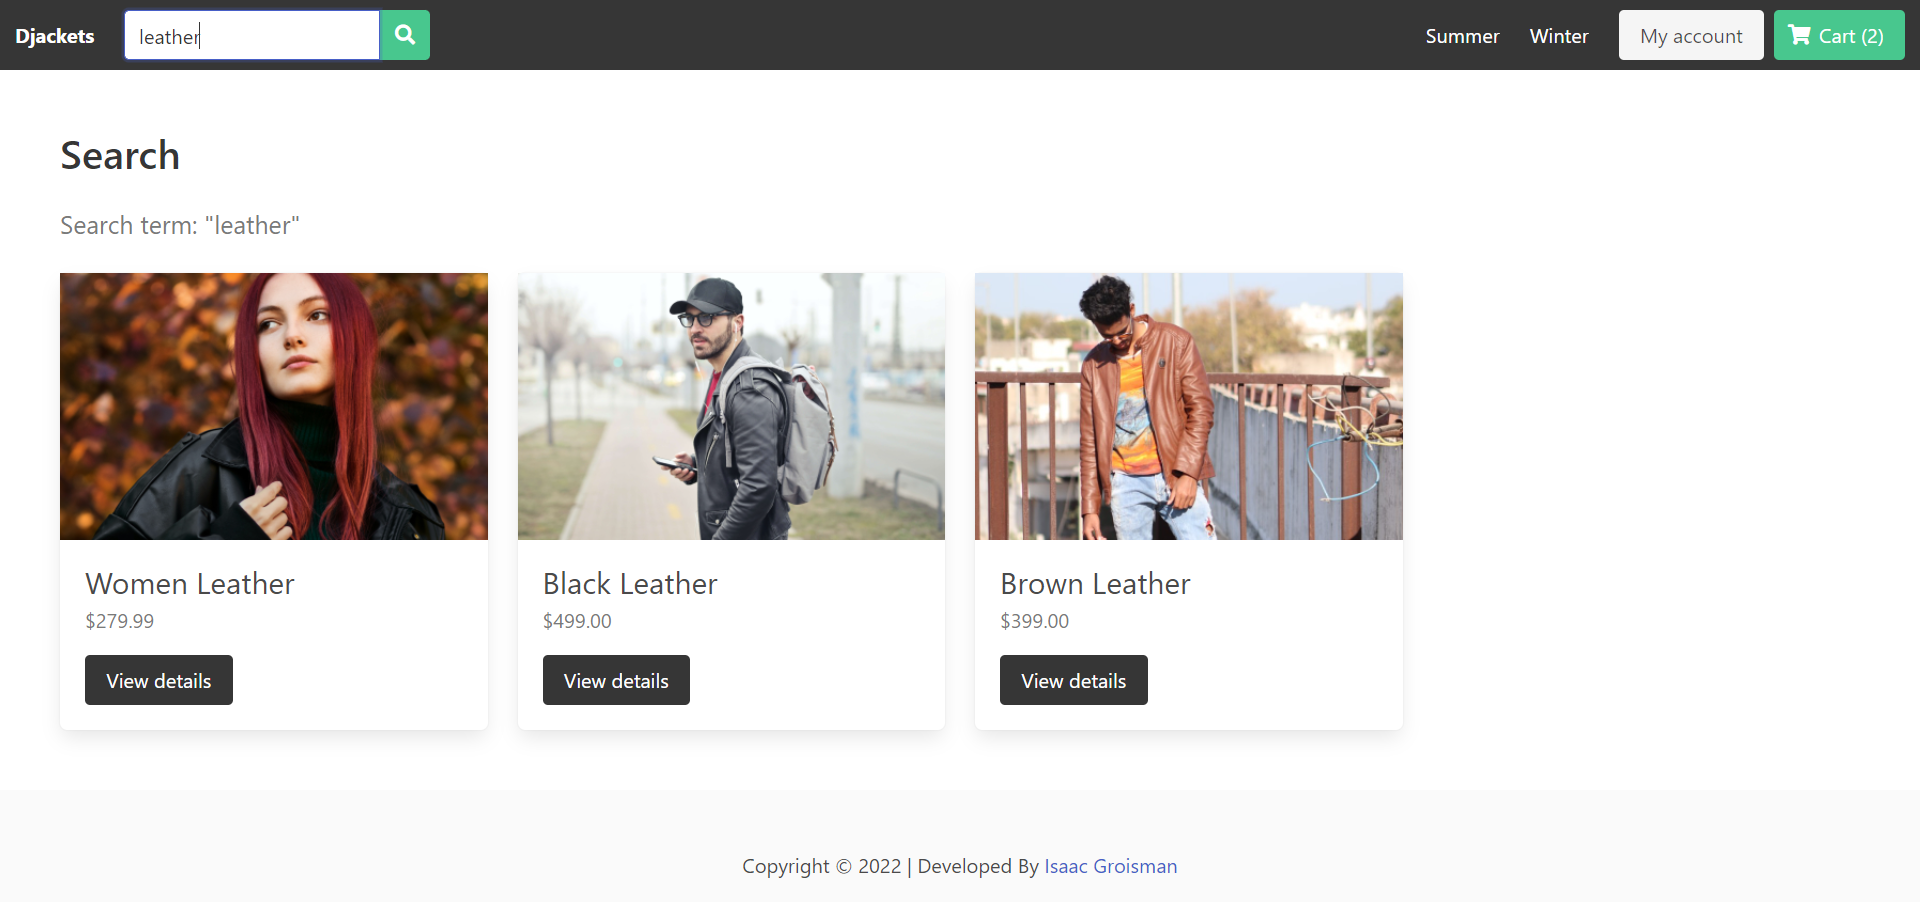 Djackets leather Summer Winter My account Cart (2)
Search
Search term: "leather"
Women Leather
$279.99
View details
Black Leather
$499.00
View details
Brown Leather
$399.00
View details
Copyright © 2022 | Developed By Isaac Groisman